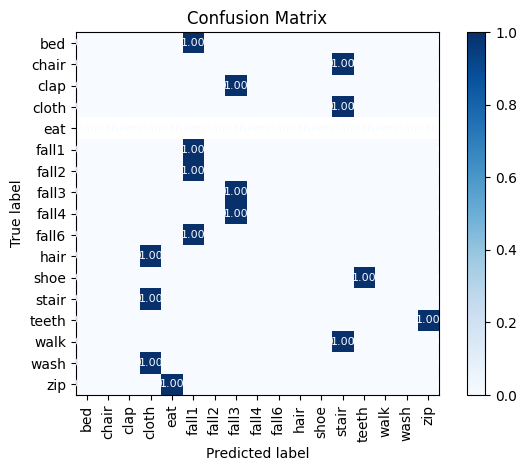 Confusion Matrix
True label
bed 1.00
chair 1.00
clap 1.00
cloth 1.00
eat
fall1 1.00
fall2 1.00
fall3 1.00
fall4 1.00
fall6 1.00
hair 1.00
shoe 1.00
stair 1.00
teeth 1.00
walk 1.00
wash 1.00
zip 1.00
bed chair clap cloth eat fall1 fall2 fall3 fall4 fall6 hair shoe stair teeth walk wash zip
Predicted label
1.0
0.8
0.6
0.4
0.2
0.0